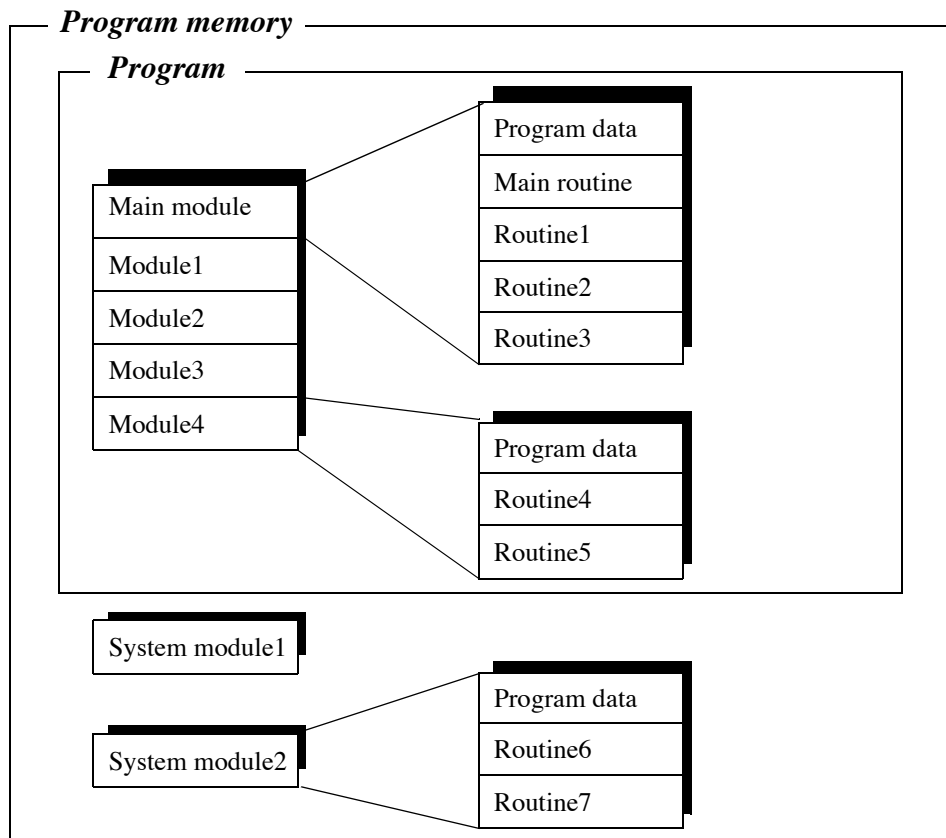 Program memory
Program
Main module
Module1
Module2
Module3
Module4
Program data
Main routine
Routine1
Routine2
Routine3
Program data
Routine4
Routine5
System module1
System module2
Program data
Routine6
Routine7